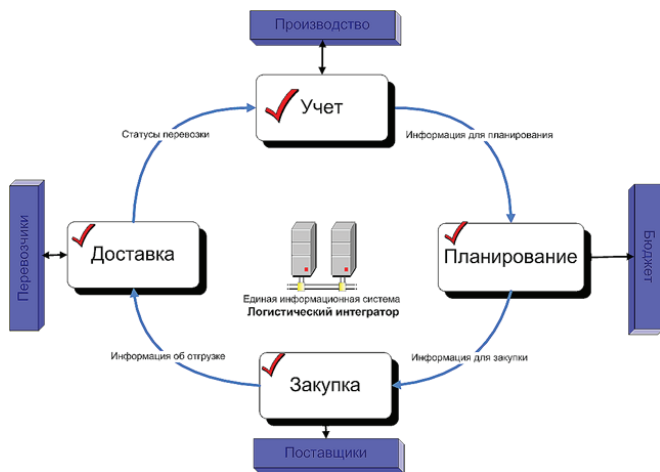 Производство
Учет
Статусы перевозки
Информация для планирования
Перевозчики
Доставка
Планирование
Бюджет
Единая информационная система
Логистический интегратор
Информация об отгрузке
Информация для закупки
Закупка
Поставщики